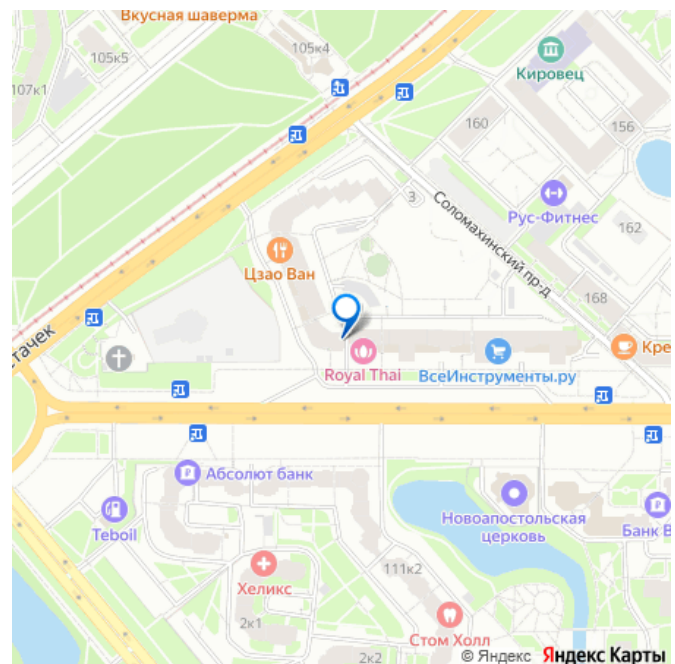 Вкусная шаверма
105к4
105к5
107к1
Кировец
160
156
3
Рус-Фитнес
Соломахинский пр-д
162
Цзао Ван
168
стачек
Кре
Royal Thai
ВсеИнструменты.ру
Абсолют банк
Teboil
Новоапостольская
церковь
Банк В
Хеликс
111к2
2к1
Стом Холл
2к2
© Яндекс Яндекс Карты